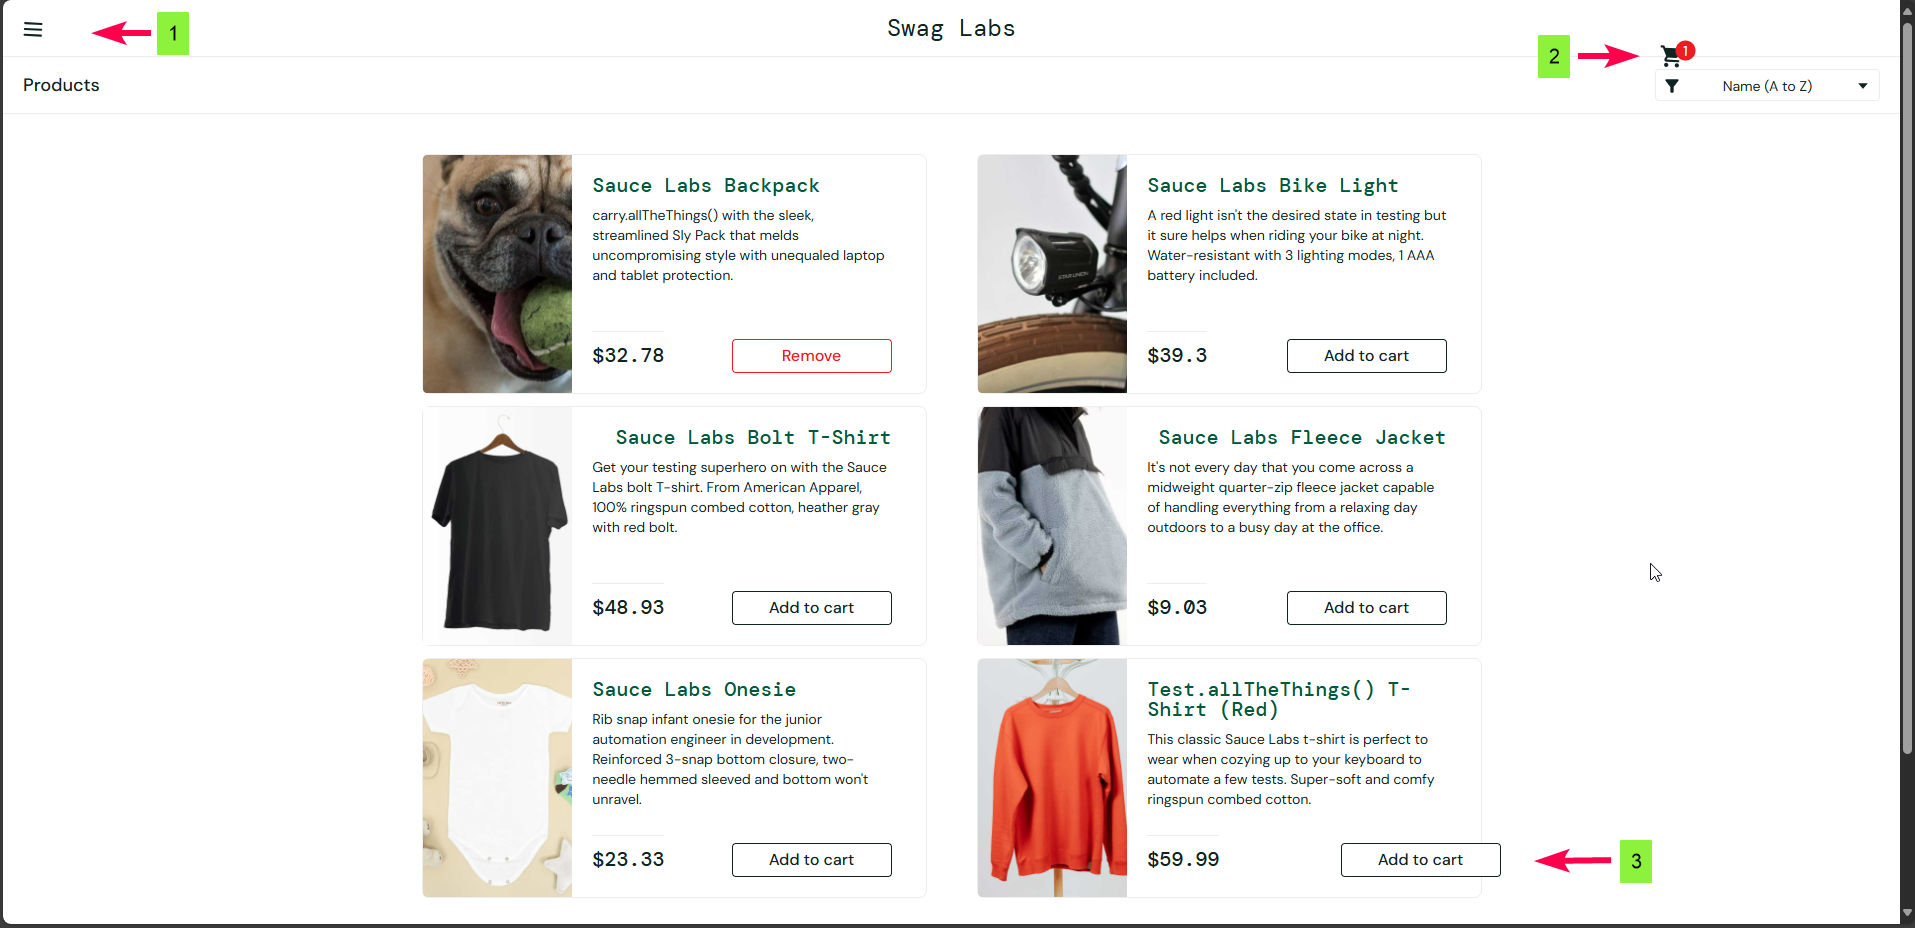 1
Swag Labs
2
1
Products
Name (A to Z)
Sauce Labs Backpack
carry.allTheThings() with the sleek,
streamlined Sly Pack that melds
uncompromising style with unequaled laptop
and tablet protection.
$32.78
Remove
Sauce Labs Bike Light
A red light isn't the desired state in testing but
it sure helps when riding your bike at night.
Water-resistant with 3 lighting modes, 1 AAA
battery included.
STAR UNION
$39.3
Add to cart
Sauce Labs Bolt T-Shirt
Get your testing superhero on with the Sauce
Labs bolt T-shirt. From American Apparel,
100% ringspun combed cotton, heather gray
with red bolt.
$48.93
Add to cart
Sauce Labs Fleece Jacket
It's not every day that you come across a
midweight quarter-zip fleece jacket capable
of handling everything from a relaxing day
outdoors to a busy day at the office.
$9.03
Add to cart
Sauce Labs Onesie
Rib snap infant onesie for the junior
automation engineer in development.
Reinforced 3-snap bottom closure, two-
needle hemmed sleeved and bottom won't
unravel.
$23.33
Add to cart
Test.allTheThings() T-
Shirt (Red)
This classic Sauce Labs t-shirt is perfect to
wear when cozying up to your keyboard to
automate a few tests. Super-soft and comfy
ringspun combed cotton.
$59.99
Add to cart
3